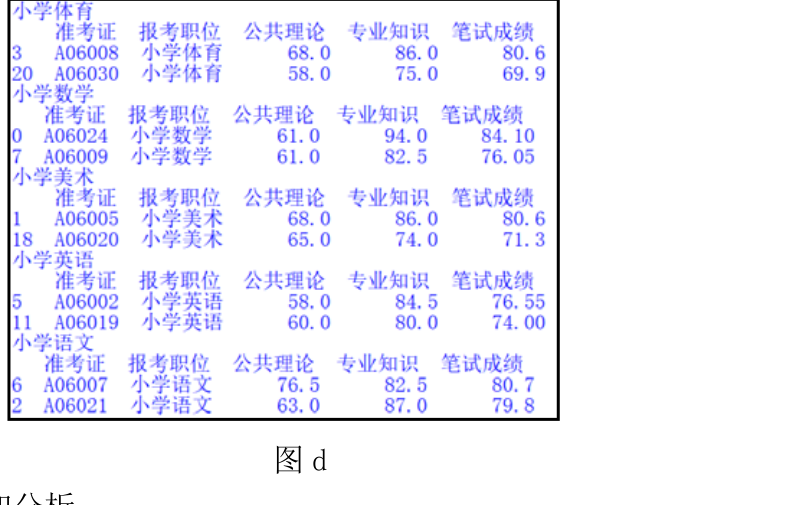 小学体育
准考证 报考职位 公共理论 专业知识 笔试成绩
3 A06008 小学体育 68.0 86.0 80.6
20 A06030 小学体育 58.0 75.0 69.9
小学数学
准考证 报考职位 公共理论 专业知识 笔试成绩
0 A06024 小学数学 61.0 94.0 84.10
7 A06009 小学数学 61.0 82.5 76.05
小学美术
准考证 报考职位 公共理论 专业知识 笔试成绩
1 A06005 小学美术 68.0 86.0 80.6
18 A06020 小学美术 65.0 74.0 71.3
小学英语
准考证 报考职位 公共理论 专业知识 笔试成绩
5 A06002 小学英语 58.0 84.5 76.55
11 A06019 小学英语 60.0 80.0 74.00
小学语文
准考证 报考职位 公共理论 专业知识 笔试成绩
6 A06007 小学语文 76.5 82.5 80.7
2 A06021 小学语文 63.0 87.0 79.8
图 d